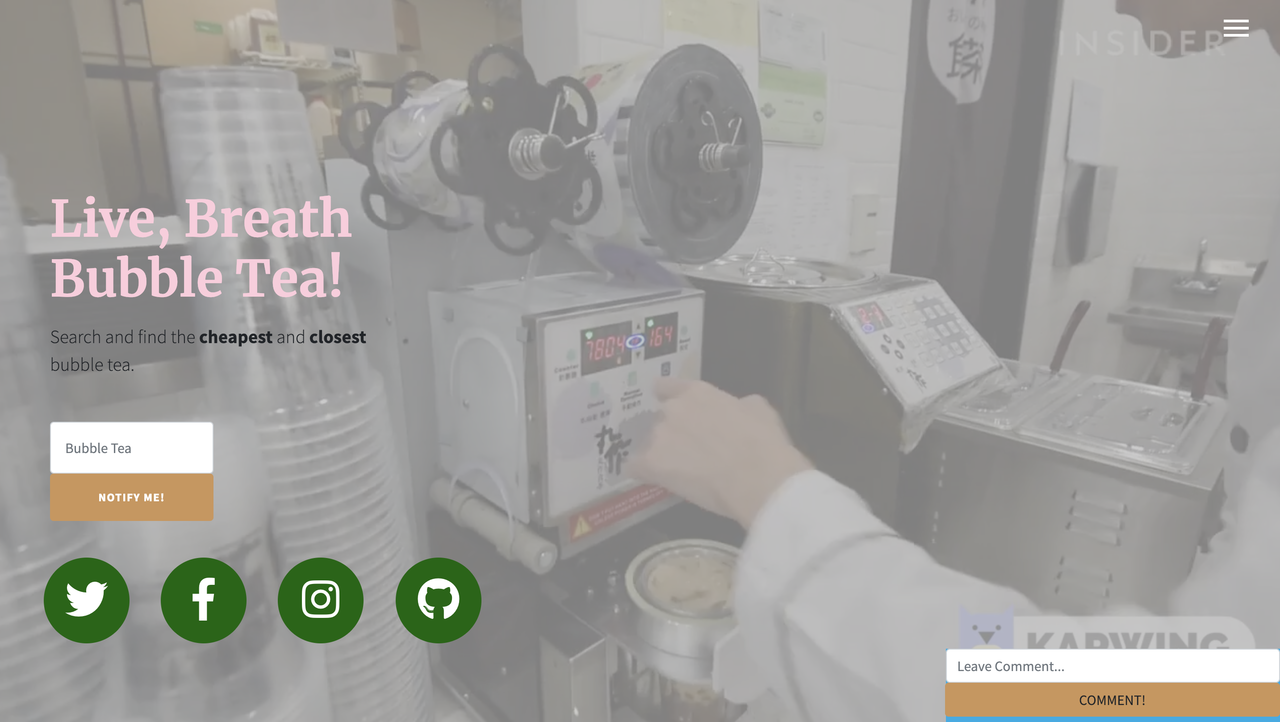 INSIDER
Live, Breath
Bubble Tea!
Search and find the cheapest and closest
bubble tea.
Bubble Tea
NOTIFY ME!
7804 164
KAPWING
Leave Comment...
COMMENT!